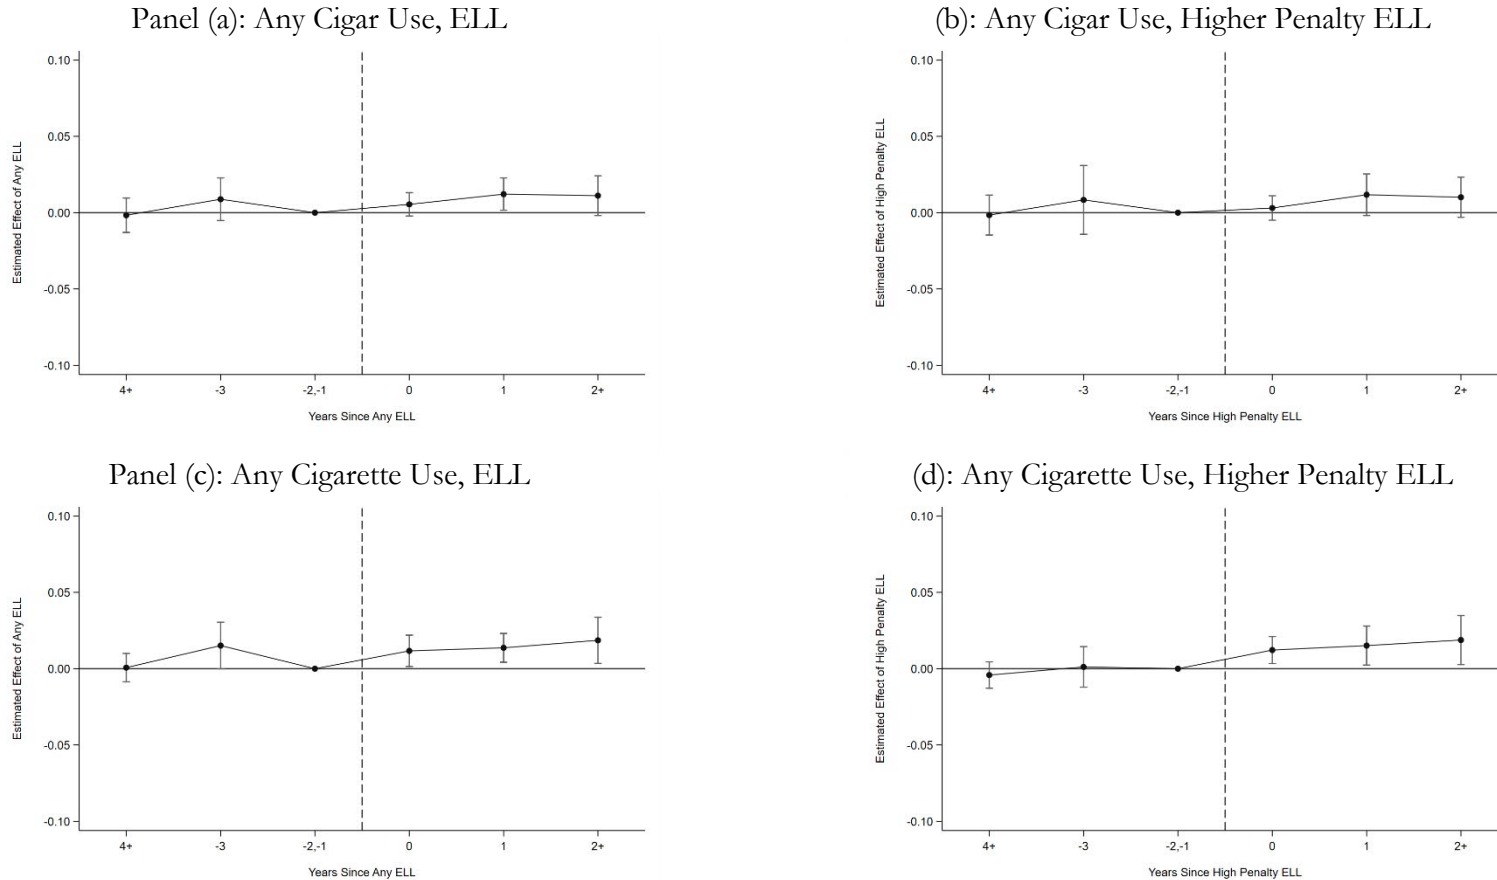 Panel (a): Any Cigar Use, ELL
Estimated Effect of Any ELL
0.10
0.05
0.00
-0.05
-0.10
4+ -3 -2,-1 0 1 2+
Years Since Any ELL
(b): Any Cigar Use, Higher Penalty ELL
Estimated Effect of High Penalty ELL
0.10
0.05
0.00
-0.05
-0.10
4+ -3 -2,-1 0 1 2+
Years Since High Penalty ELL
Panel (c): Any Cigarette Use, ELL
Estimated Effect of Any ELL
0.10
0.05
0.00
-0.05
-0.10
4+ -3 -2,-1 0 1 2+
Years Since Any ELL
(d): Any Cigarette Use, Higher Penalty ELL
Estimated Effect of High Penalty ELL
0.10
0.05
0.00
-0.05
-0.10
4+ -3 -2,-1 0 1 2+
Years Since High Penalty ELL